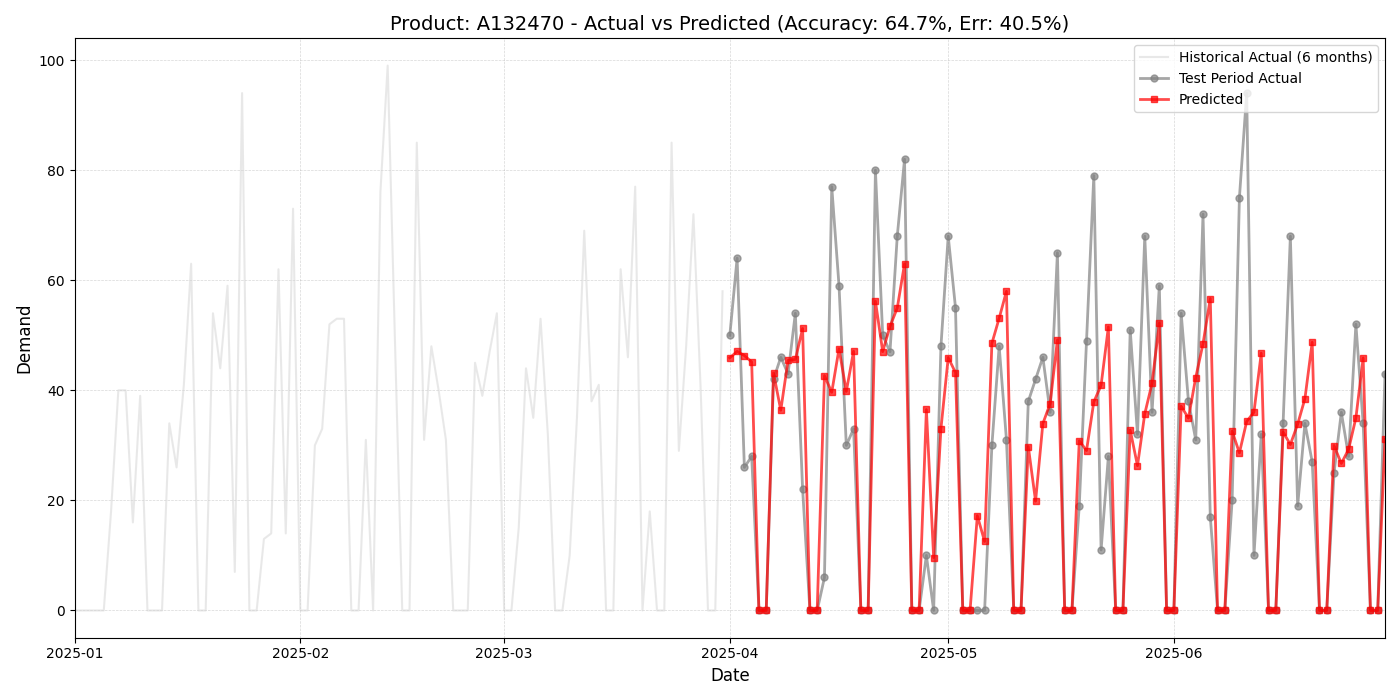 Product: A132470 - Actual vs Predicted (Accuracy: 64.7%, Err: 40.5%)
Historical Actual (6 months)
Test Period Actual
Predicted
Demand
100
80
60
40
20
0
2025-01
2025-02
2025-03
2025-04
2025-05
2025-06
Date